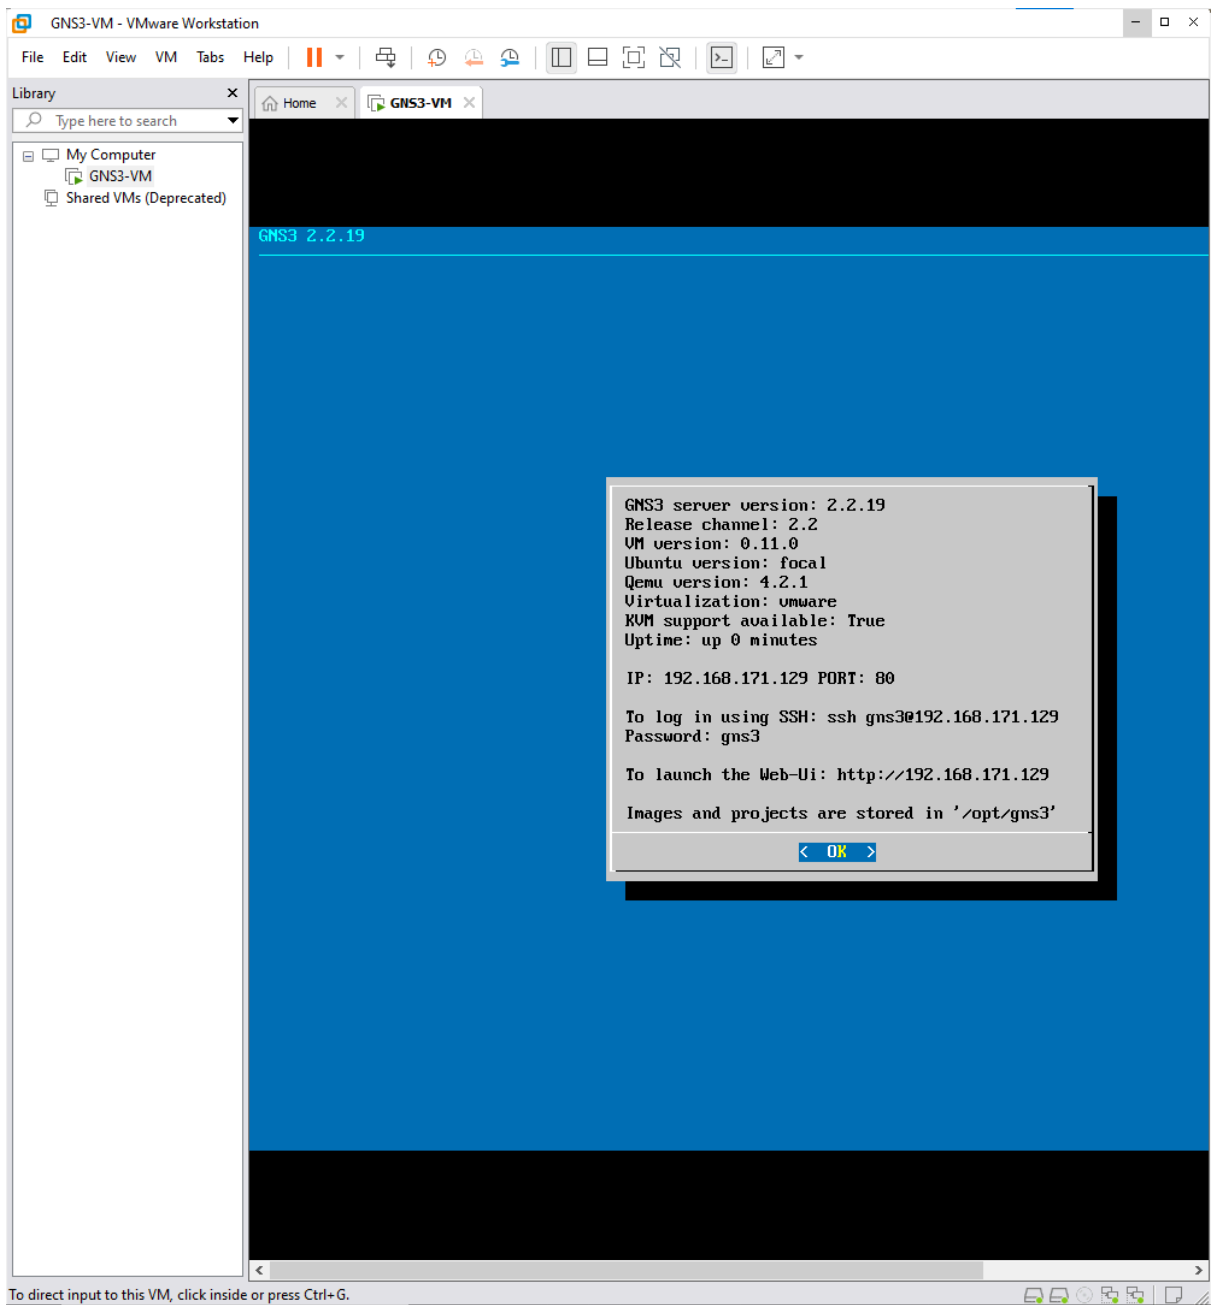 GNS3-VM - VMware Workstation
File Edit View VM Tabs Help
Library
Home
GNS3-VM
Type here to search
My Computer
GNS3-VM
Shared VMs (Deprecated)
GNS3 2.2.19
GNS3 server version: 2.2.19
Release channel: 2.2
VM version: 0.11.0
Ubuntu version: focal
Qemu version: 4.2.1
Virtualization: vmware
KVM support available: True
Uptime: up 0 minutes
IP: 192.168.171.129 PORT: 80
To log in using SSH: ssh gns3@192.168.171.129
Password: gns3
To launch the Web-Ui: http://192.168.171.129
Images and projects are stored in '/opt/gns3'
< OK >
To direct input to this VM, click inside or press Ctrl+G.